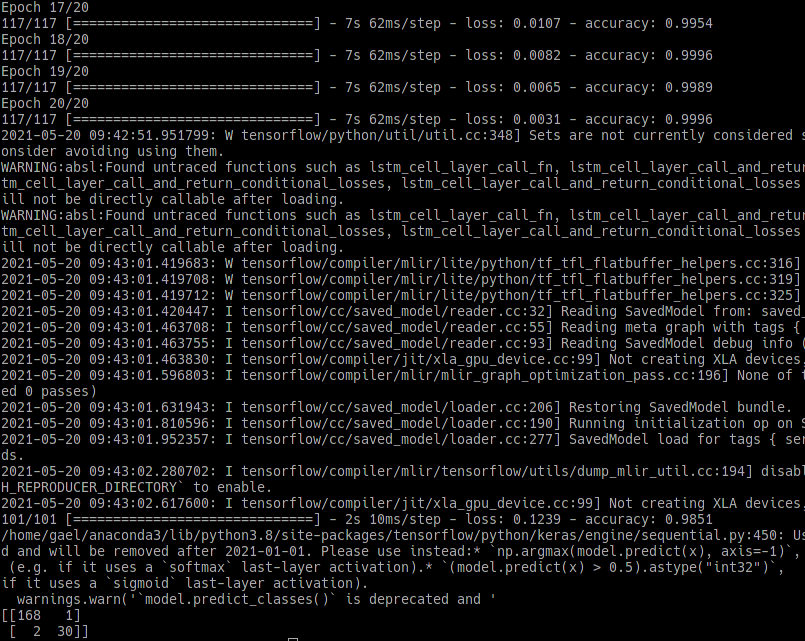 Epoch 17/20
117/117 [==============================] - 7s 62ms/step - loss: 0.0107 - accuracy: 0.9954
Epoch 18/20
117/117 [==============================] - 7s 62ms/step - loss: 0.0082 - accuracy: 0.9996
Epoch 19/20
117/117 [==============================] - 7s 62ms/step - loss: 0.0065 - accuracy: 0.9989
Epoch 20/20
117/117 [==============================] - 7s 62ms/step - loss: 0.0031 - accuracy: 0.9996
2021-05-20 09:42:51.951799: W tensorflow/python/util/util.cc:348] Sets are not currently considered s
onsider avoiding using them.
WARNING:absl:Found untraced functions such as lstm_cell_layer_call_fn, lstm_cell_layer_call_and_retur
tm_cell_layer_call_and_return_conditional_losses, lstm_cell_layer_call_and_return_conditional_losses
ill not be directly callable after loading.
WARNING:absl:Found untraced functions such as lstm_cell_layer_call_fn, lstm_cell_layer_call_and_retur
tm_cell_layer_call_and_return_conditional_losses, lstm_cell_layer_call_and_return_conditional_losses
ill not be directly callable after loading.
2021-05-20 09:43:01.419683: W tensorflow/compiler/mlir/lite/python/tf_tfl_flatbuffer_helpers.cc:316]
2021-05-20 09:43:01.419708: W tensorflow/compiler/mlir/lite/python/tf_tfl_flatbuffer_helpers.cc:319]
2021-05-20 09:43:01.419712: W tensorflow/compiler/mlir/lite/python/tf_tfl_flatbuffer_helpers.cc:325]
2021-05-20 09:43:01.420447: I tensorflow/cc/saved_model/reader.cc:32] Reading SavedModel from: saved_
2021-05-20 09:43:01.463708: I tensorflow/cc/saved_model/reader.cc:55] Reading meta graph with tags {
2021-05-20 09:43:01.463755: I tensorflow/cc/saved_model/reader.cc:93] Reading SavedModel debug info (
2021-05-20 09:43:01.463830: I tensorflow/compiler/jit/xla_gpu_device.cc:99] Not creating XLA devices,
2021-05-20 09:43:01.596803: I tensorflow/compiler/mlir/mlir_graph_optimization_pass.cc:196] None of t
ed 0 passes)
2021-05-20 09:43:01.631943: I tensorflow/cc/saved_model/loader.cc:206] Restoring SavedModel bundle.
2021-05-20 09:43:01.810596: I tensorflow/cc/saved_model/loader.cc:190] Running initialization op on S
2021-05-20 09:43:01.952357: I tensorflow/cc/saved_model/loader.cc:277] SavedModel load for tags { ser
ds.
2021-05-20 09:43:02.280702: I tensorflow/compiler/mlir/tensorflow/utils/dump_mlir_util.cc:194] disabl
H_REPRODUCER_DIRECTORY` to enable.
2021-05-20 09:43:02.617600: I tensorflow/compiler/jit/xla_gpu_device.cc:99] Not creating XLA devices,
101/101 [==============================] - 2s 10ms/step - loss: 0.1239 - accuracy: 0.9851
/home/gael/anaconda3/lib/python3.8/site-packages/tensorflow/python/keras/engine/sequential.py:450: Us
d and will be removed after 2021-01-01. Please use instead:* `np.argmax(model.predict(x), axis=-1)`,
 (e.g. if it uses a `softmax` last-layer activation).* `(model.predict(x) > 0.5).astype("int32")`,
if it uses a `sigmoid` last-layer activation).
  warnings.warn('`model.predict_classes()` is deprecated and '
[[168   1]
 [  2  30]]